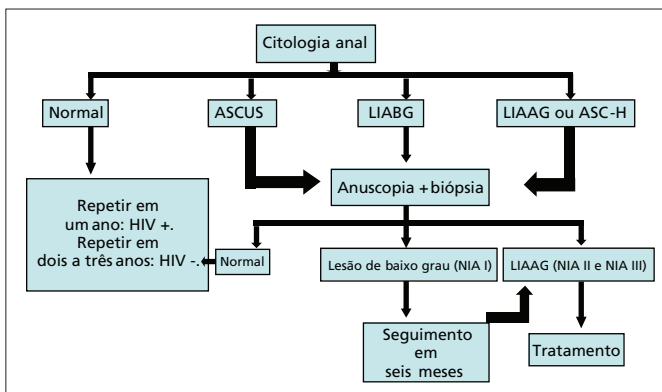 Citologia anal
Normal
ASCUS
LIABG
LIAAG ou ASC-H
Anuscopia + biópsia
Repetir em
um ano: HIV +.
Repetir em
dois a três anos: HIV -.
Normal
Lesão de baixo grau (NIA I)
LIAAG (NIA II e NIA III)
Seguimento
em
seis meses
Tratamento